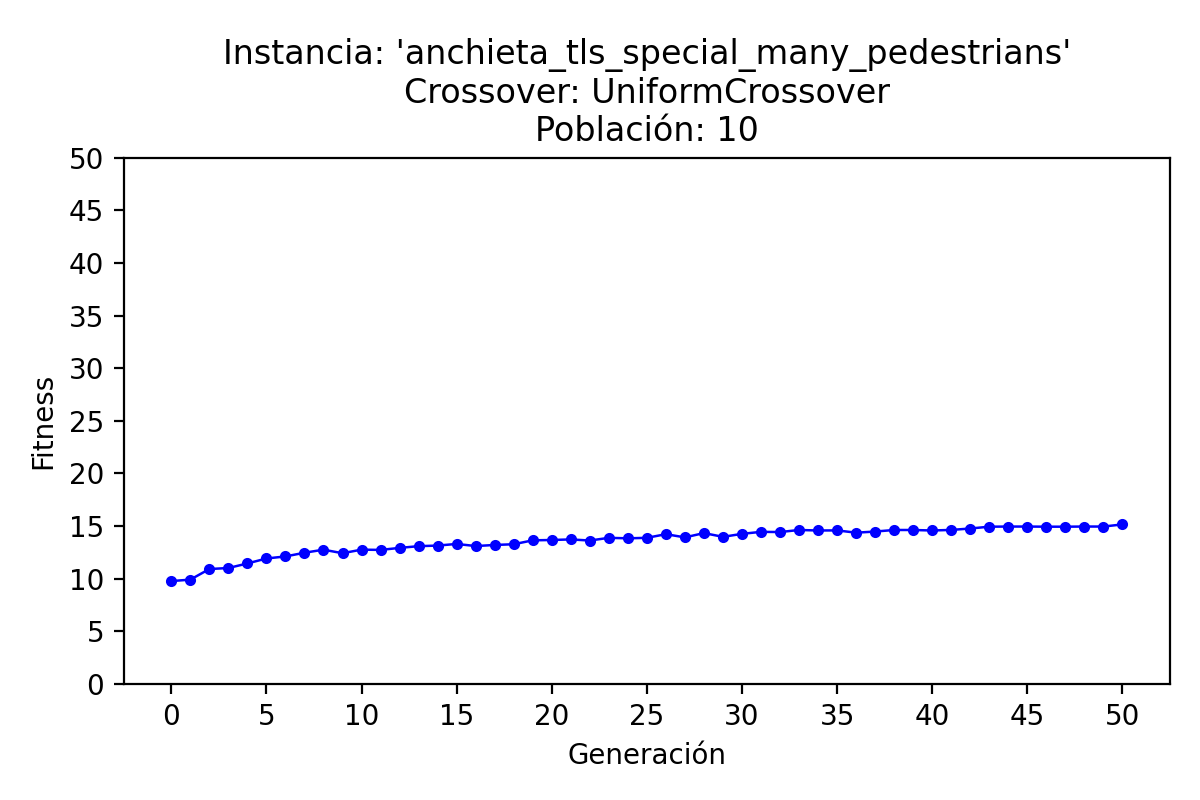 Instancia: 'anchieta_tls_special_many_pedestrians'
Crossover: UniformCrossover
Población: 10
50
45
40
35
30
25
20
15
10
5
0
Fitness
0 5 10 15 20 25 30 35 40 45 50
Generación